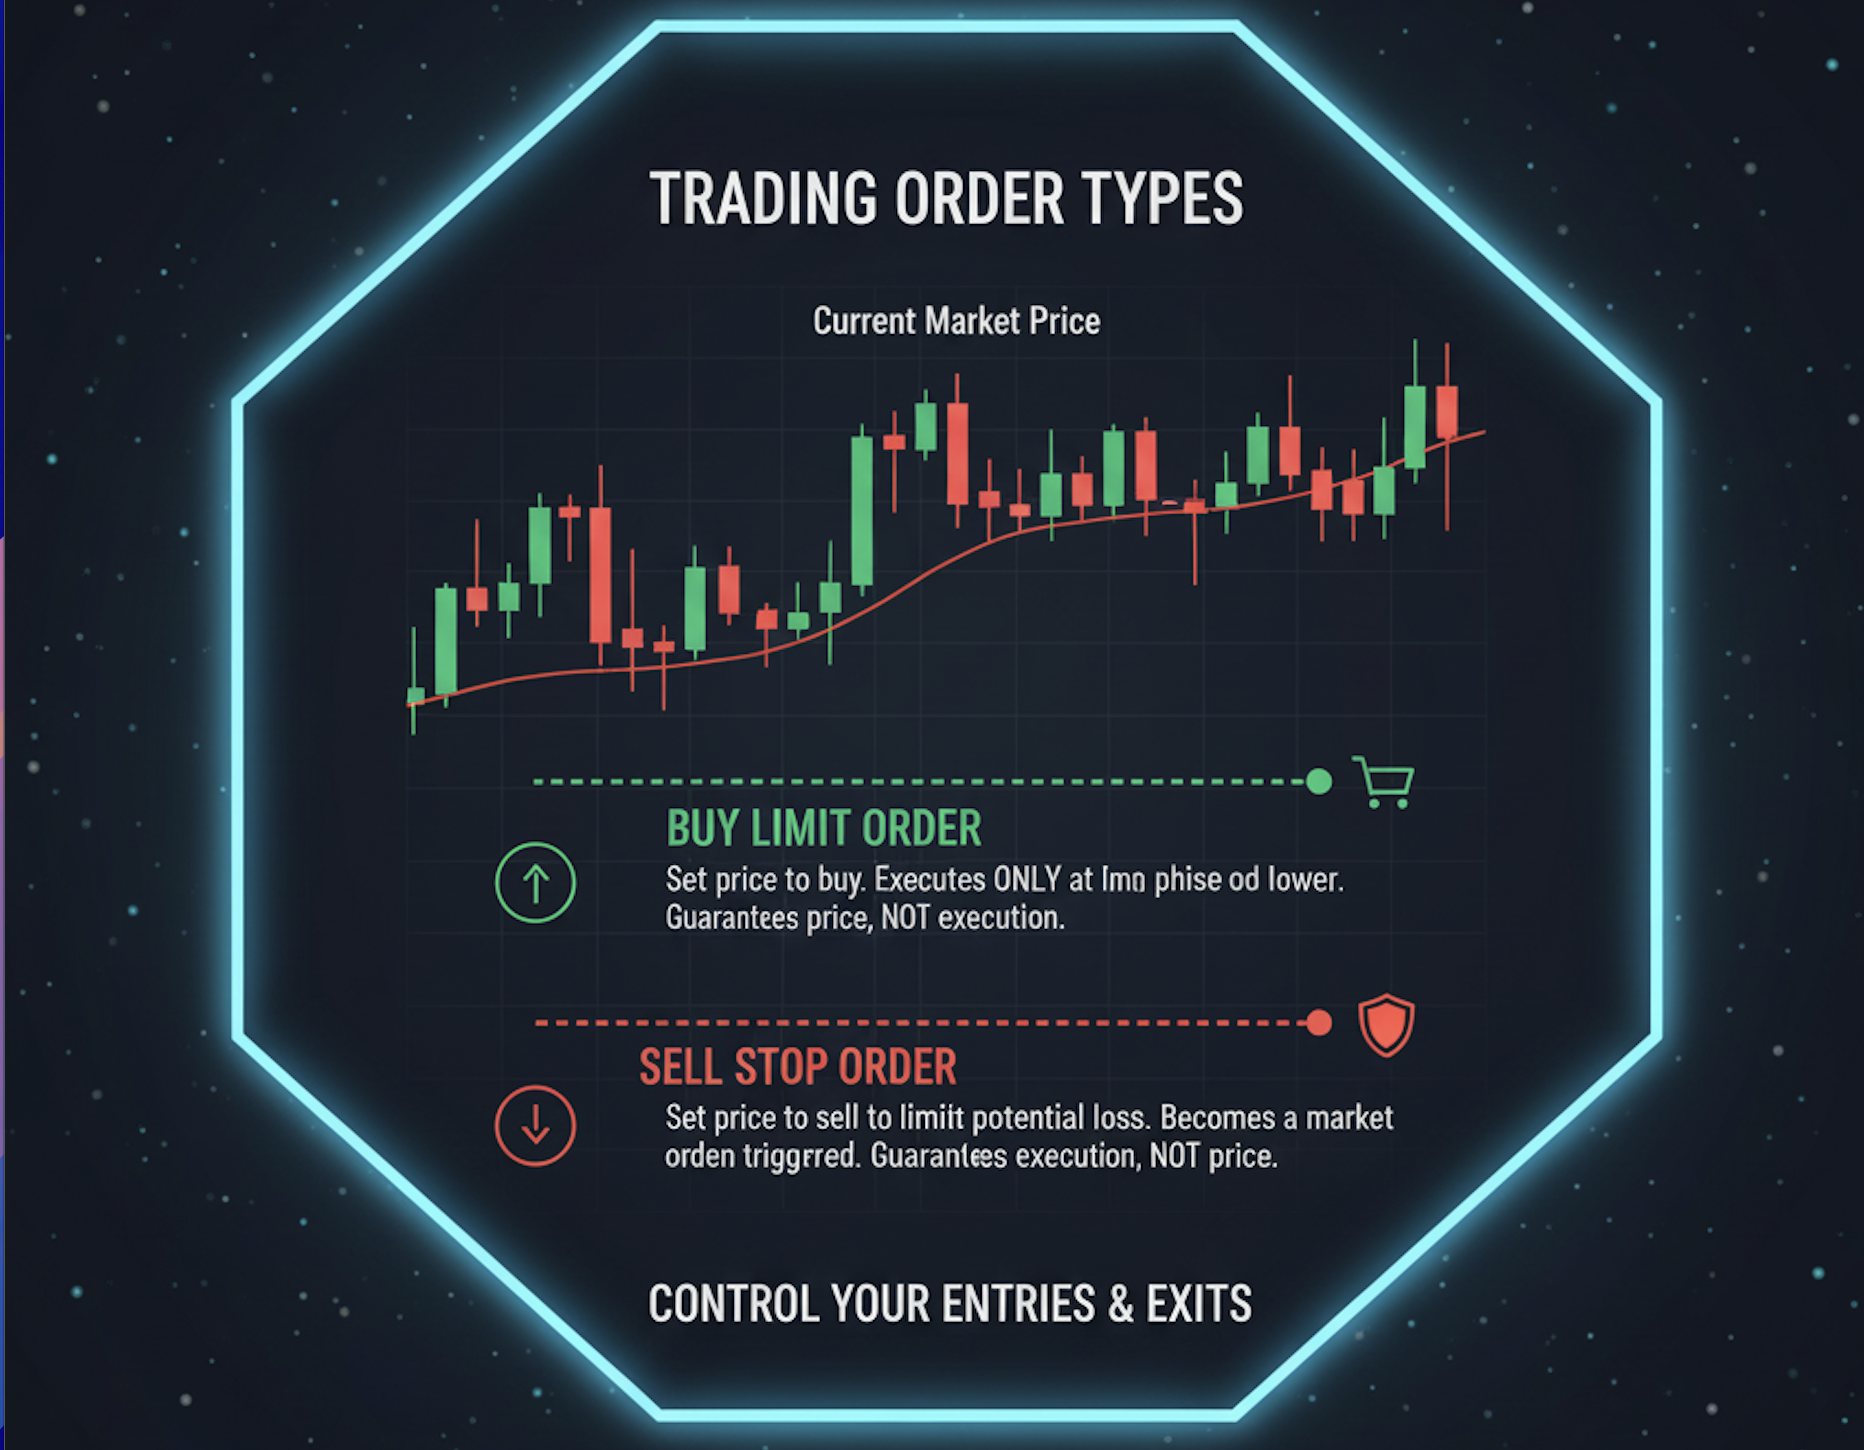 TRADING ORDER TYPES
Current Market Price
BUY LIMIT ORDER
Set price to buy. Executes ONLY at phise od lower.
Guarantees price, NOT execution.
SELL STOP ORDER
Set price to sell to limiit potential loss. Becomes a market
orden triggrred. Guarantees execution, NOT price.
CONTROL YOUR ENTRIES & EXITS